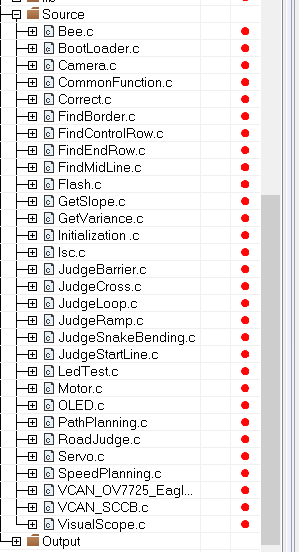 Source
Bee.c
BootLoader.c
Camera.c
CommonFunction.c
Correct.c
FindBorder.c
FindControlRow.c
FindEndRow.c
FindMidLine.c
Flash.c
GetSlope.c
GetVariance.c
Initialization .c
Isc.c
JudgeBarrier.c
JudgeCross.c
JudgeLoop.c
JudgeRamp.c
JudgeSnakeBending.c
JudgeStartLine.c
LedTest.c
Motor.c
OLED.c
PathPlanning.c
RoadJudge.c
Servo.c
SpeedPlanning.c
VCAN_OV7725_Eagl...
VCAN_SCCB.c
VisualScope.c
Output